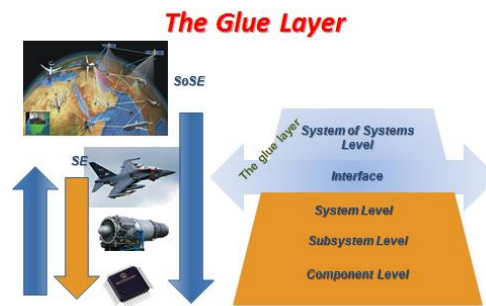 The Glue Layer
SoSE
SE
The glue layer
System of Systems
Level
Interface
System Level
Subsystem Level
Component Level